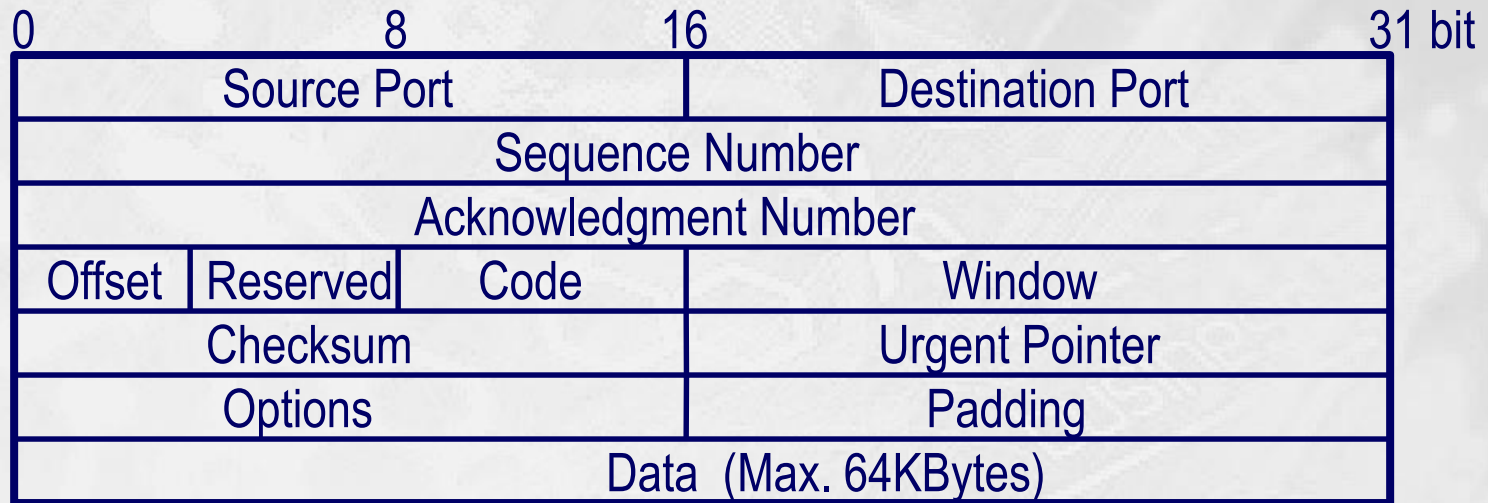 0 8 16 31 bit
Source Port Destination Port
Sequence Number
Acknowledgment Number
Offset Reserved Code Window
Checksum Urgent Pointer
Options Padding
Data (Max. 64KBytes)